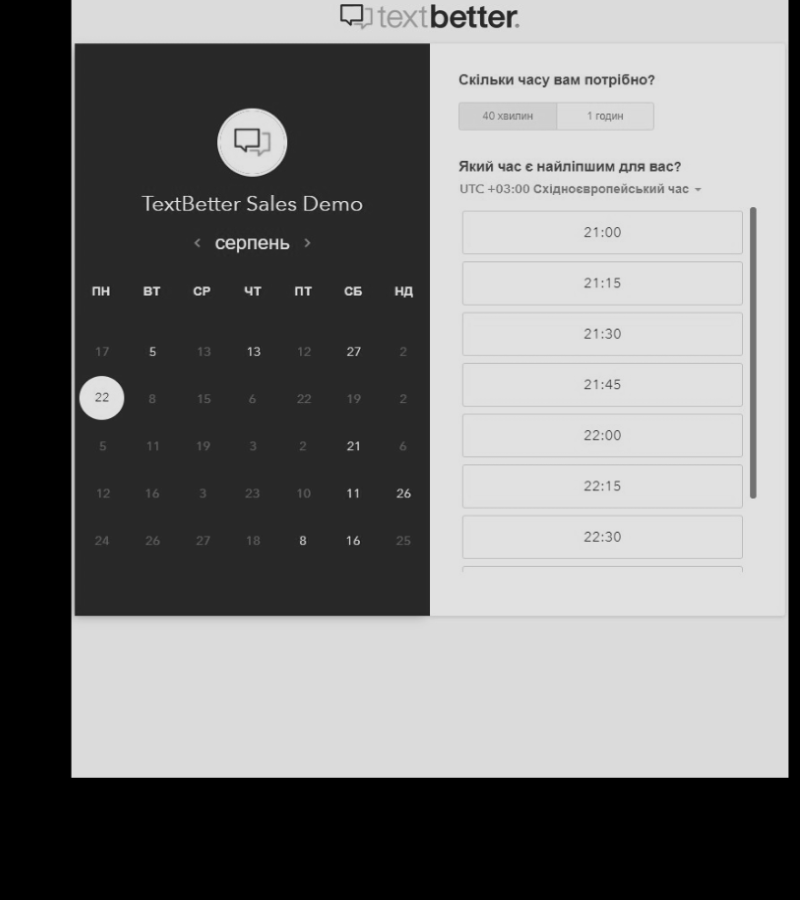 textbetter.
TextBetter Sales Demo
‹ серпень ›
ПН ВТ СР ЧТ ПТ СБ НД
17 5 13 13 12 27 2
22 8 15 6 22 19 2
5 11 19 3 2 21 6
12 16 3 23 10 11 26
24 26 27 18 8 16 25
Скільки часу вам потрібно?
40 хвилин 1 годин
Який час є найліпшим для вас?
UTC +03:00 Східноєвропейський час
21:00
21:15
21:30
21:45
22:00
22:15
22:30